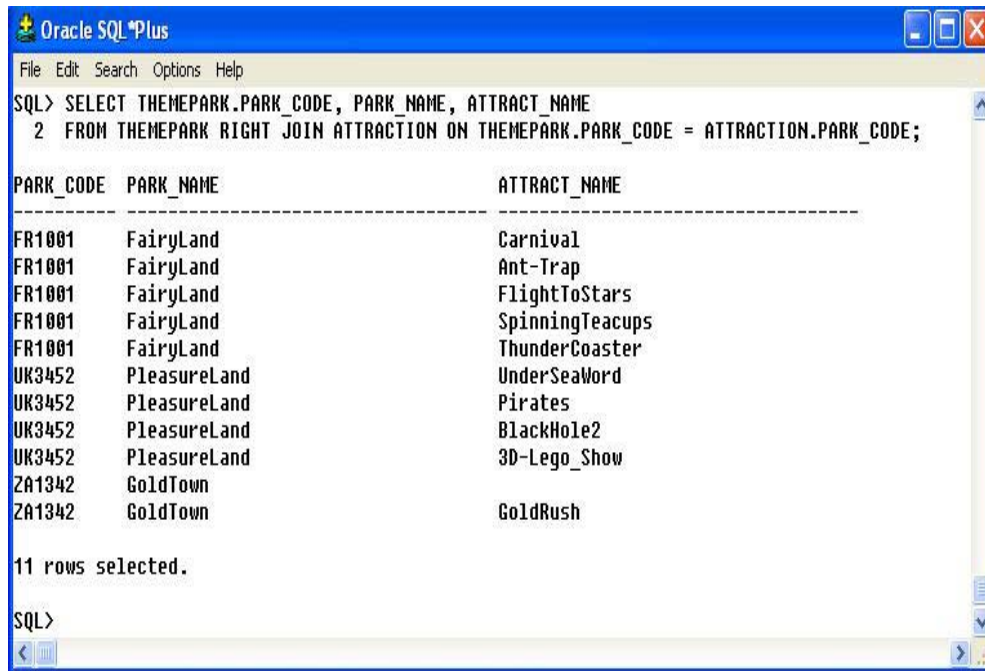 Oracle SQL*Plus
File Edit Search Options Help
SQL> SELECT THEMEPARK.PARK_CODE, PARK_NAME, ATTRACT_NAME
2 FROM THEMEPARK RIGHT JOIN ATTRACTION ON THEMEPARK.PARK_CODE = ATTRACTION.PARK_CODE;
PARK_CODE PARK_NAME ATTRACT_NAME
---------- ----------------------------------- -----------------------------------
FR1001 FairyLand Carnival
FR1001 FairyLand Ant-Trap
FR1001 FairyLand FlightToStars
FR1001 FairyLand SpinningTeacups
FR1001 FairyLand ThunderCoaster
UK3452 PleasureLand UnderSeaWord
UK3452 PleasureLand Pirates
UK3452 PleasureLand BlackHole2
UK3452 PleasureLand 3D-Lego_Show
ZA1342 GoldTown
ZA1342 GoldTown GoldRush
11 rows selected.
SQL>